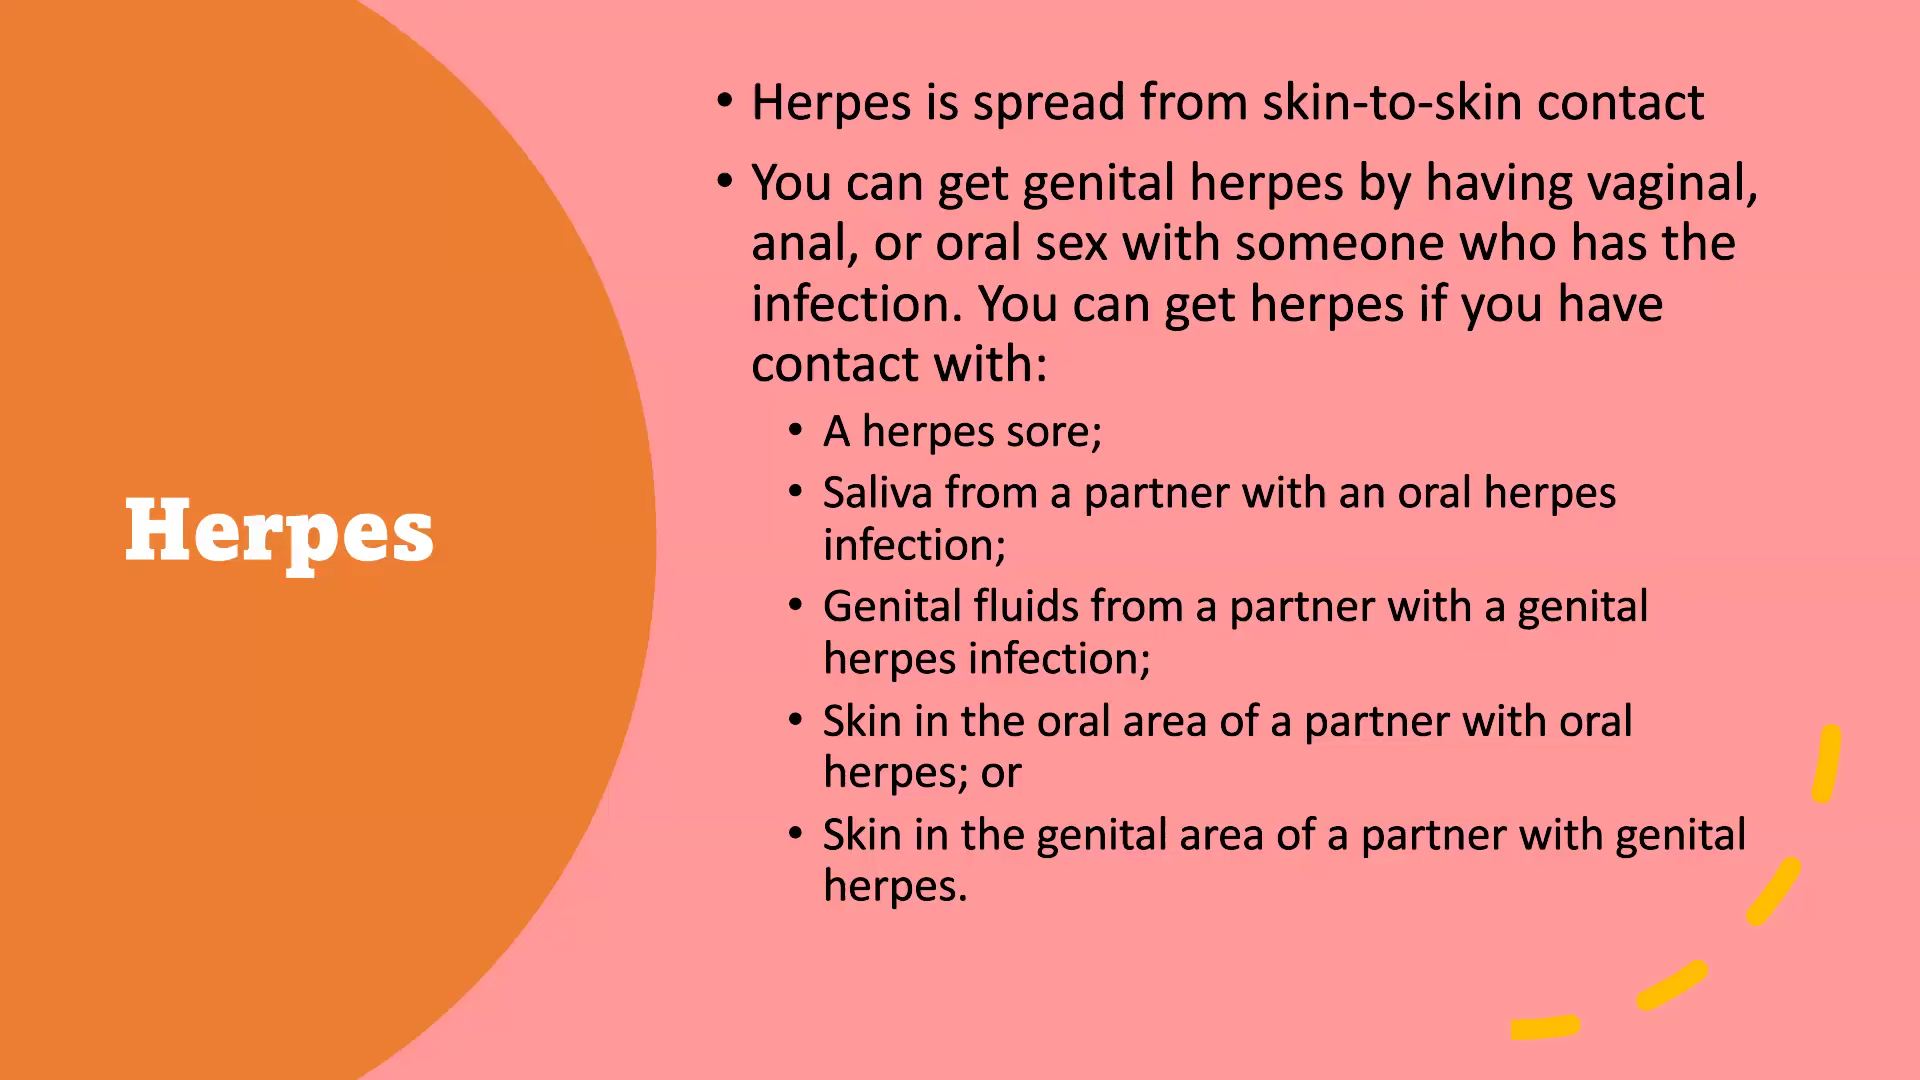 Herpes
• Herpes is spread from skin-to-skin contact
• You can get genital herpes by having vaginal,
anal, or oral sex with someone who has the
infection. You can get herpes if you have
contact with:
• A herpes sore;
• Saliva from a partner with an oral herpes
infection;
• Genital fluids from a partner with a genital
herpes infection;
• Skin in the oral area of a partner with oral
herpes; or
• Skin in the genital area of a partner with genital
herpes.